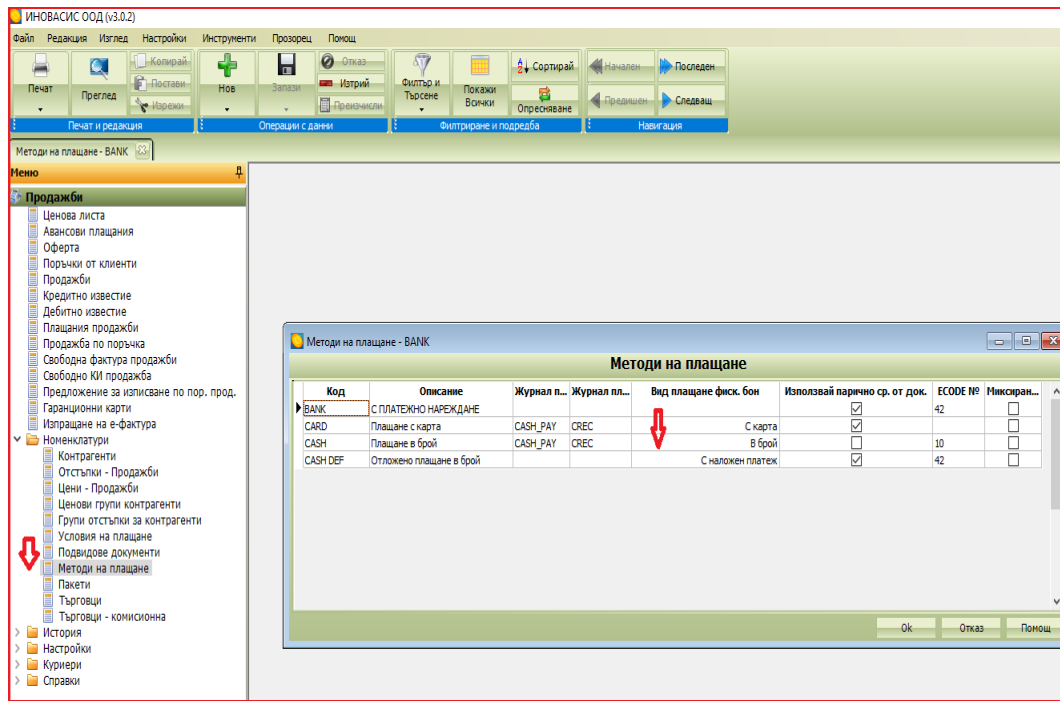 ИНОВАСИС ООД (v3.0.2)
Файл Редакция Изглед Настройки Инструменти Прозорец Помощ
Печат
Преглед
Копирай
Постави
Изрежи
Нов
Запази
Отказ
Изтрий
Преизчисли
Филтър и Търсене
Покажи Всички
Сортирай
Опресняване
Начален
Последен
Предишен
Следващ
Печат и редакция
Операции с данни
Филтриране и подредба
Навигация
Методи на плащане - BANK
Меню
Продажби
Ценова листа
Авансови плащания
Оферта
Поръчки от клиенти
Продажби
Кредитно известие
Дебитно известие
Плащания продажби
Продажба по поръчка
Свободна фактура продажби
Свободно КИ продажба
Предложение за изписване по пор. прод.
Гаранционни карти
Изпращане на е-фактура
Номенклатури
Контрагенти
Отстъпки - Продажби
Цени - Продажби
Ценови групи контрагенти
Групи отстъпки за контрагенти
Условия на плащане
Подвидове документи
Методи на плащане
Пакети
Търговци
Търговци - комисионна
История
Настройки
Куриери
Справки
Методи на плащане - BANK
Методи на плащане
Код Описание Журнал п... Журнал пл... Вид плащане фиск. бон Използвай парично ср. от док. ECODE № Миксиран...
BANK С ПЛАТЕЖНО НАРЕЖДАНЕ 42
CARD Плащане с карта CASH_PAY CREC С карта
CASH Плащане в брой CASH_PAY CREC В брой 10
CASH DEF Отложено плащане в брой С наложен платеж 42
Ok Отказ Помощ